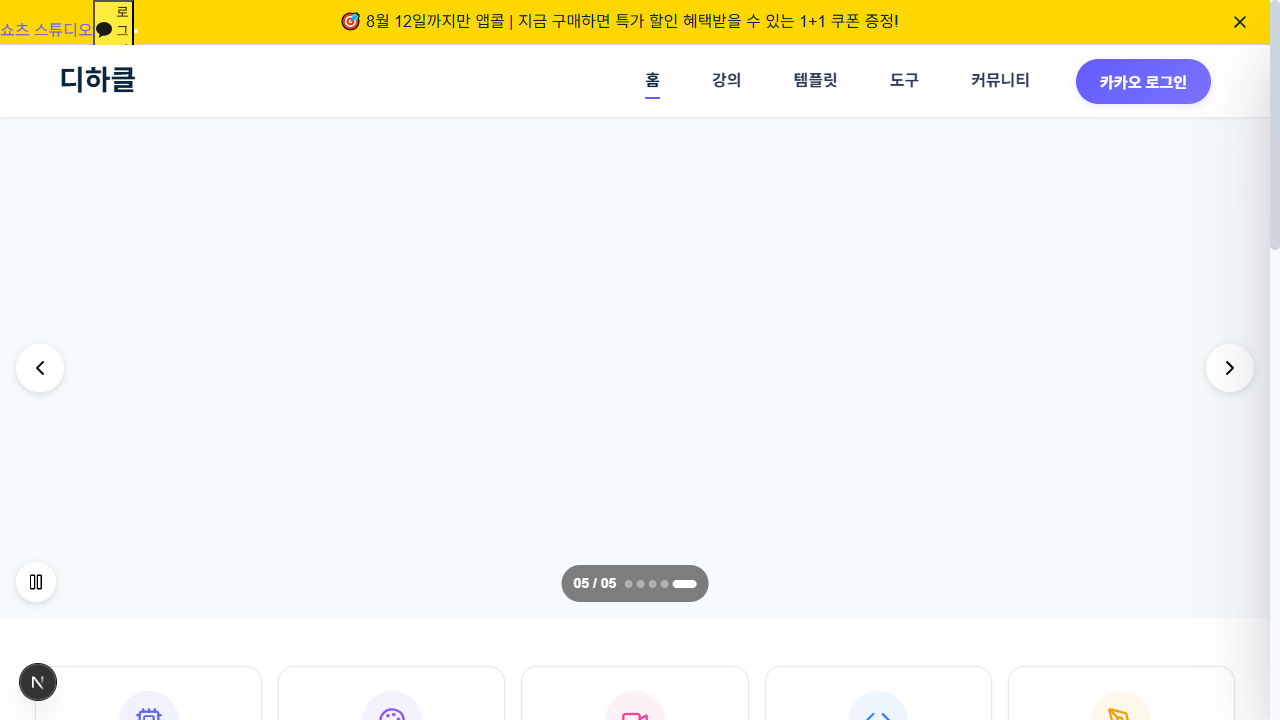 🎯 8월 12일까지만 앱콜 | 지금 구매하면 특가 할인 혜택받을 수 있는 1+1 쿠폰 증정!
쇼츠 스튜디오
로
그
디하클
홈
강의
템플릿
도구
커뮤니티
카카오 로그인
05 / 05
N